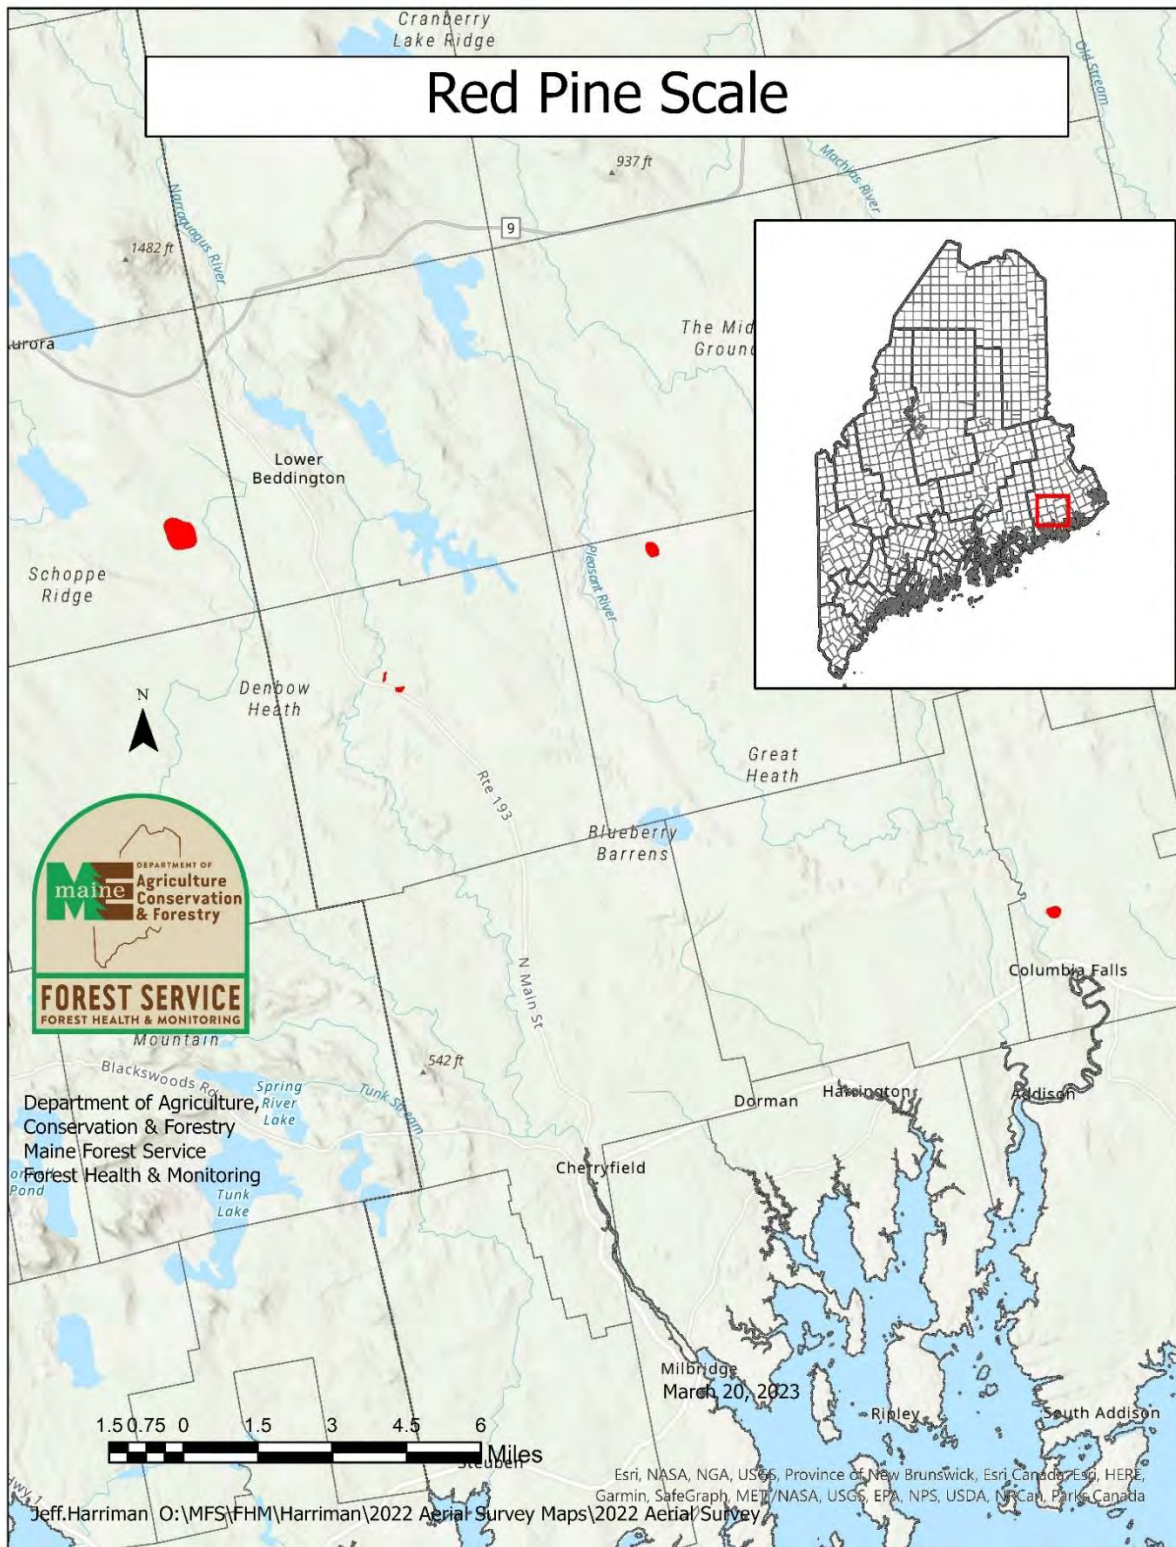 Cranberry
Lake Ridge
Old Stream
Red Pine Scale
937 ft
Machias River
Narraguagus River
9
1482 ft
The Mid
Ground
urora
Lower
Beddington
Pleasant River
Schoppe
Ridge
N
Denbow
Heath
Great
Heath
Rte 193
Blueberry
Barrens
maine
DEPARTMENT OF
Agriculture
Conservation
& Forestry
FOREST SERVICE
FOREST HEALTH & MONITORING
Columbia Falls
N Main St
Mountain
542 ft
Blackswoods Rd
Spring
River
Lake
Tunk Stream
Dorman
Harrington
Addison
Department of Agriculture,
Conservation & Forestry
Maine Forest Service
Forest Health & Monitoring
Pond
Tunk
Lake
Cherryfield
Milbridge
March 20, 2023
Ripley
South Addison
1.5 0.75 0 1.5 3 4.5 6
Miles
Steuben
Esri, NASA, NGA, USGS, Province of New Brunswick, Esri Canada, Esri, HERE,
Garmin, SafeGraph, METI/NASA, USGS, EPA, NPS, USDA, NRCan, Parks Canada
Jeff.Harriman O:\MFS\FHM\Harriman\2022 Aerial Survey Maps\2022 Aerial Survey